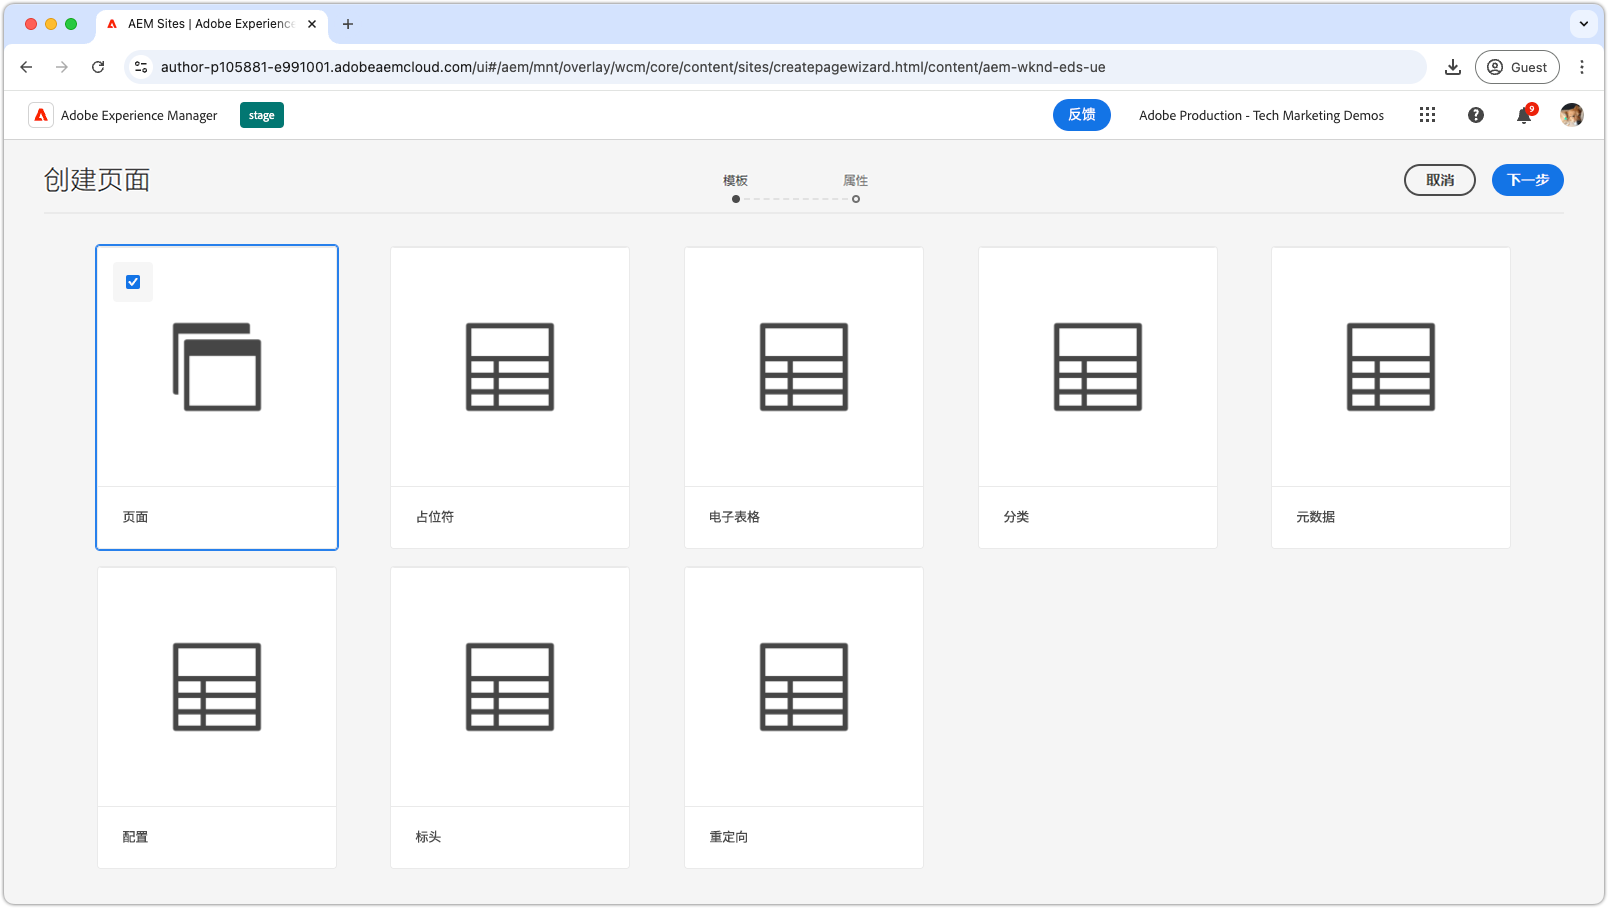 AEM Sites | Adobe Experience
author-p105881-e991001.adobeaemcloud.com/ui#/aem/mnt/overlay/wcm/core/content/sites/createpagewizard.html/content/aem-wknd-eds-ue
Guest
Adobe Experience Manager
stage
反馈
Adobe Production - Tech Marketing Demos
9
创建页面
模板
属性
取消
下一步
页面
占位符
电子表格
分类
元数据
配置
标头
重定向